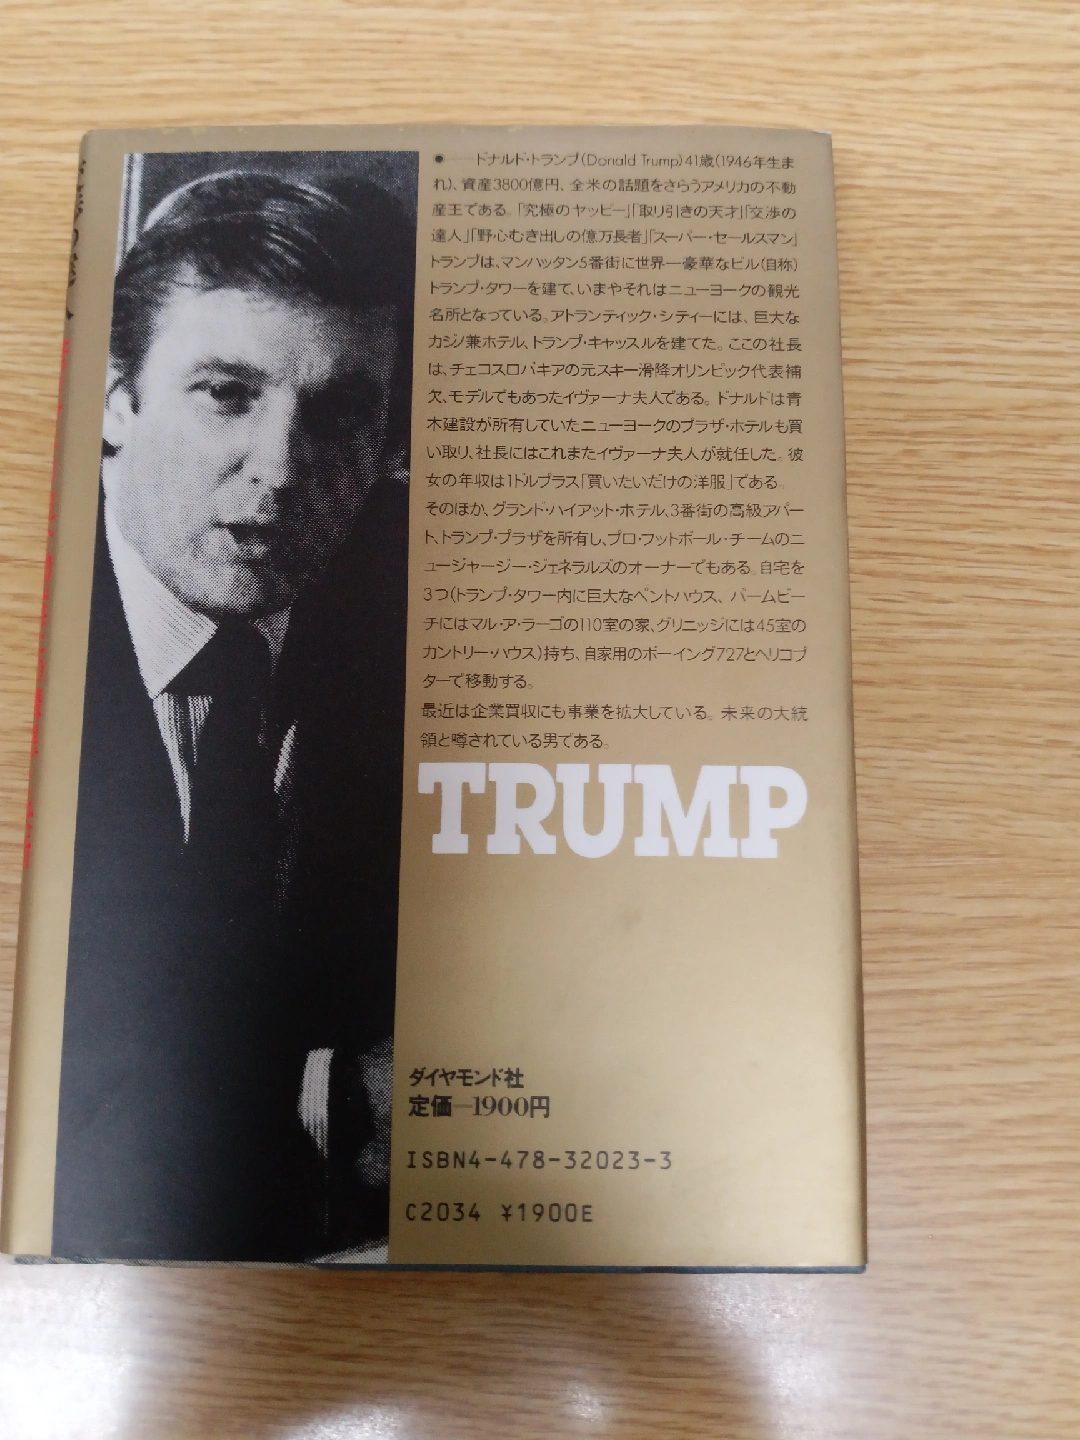 ●――ドナルド・トランプ(Donald Trump)41歳(1946年生ま
れ)、資産3800億円、全米の話題をさらうアメリカの不動
産王である。「究極のヤッピー」「取り引きの天才」「交渉の
達人」「野心むき出しの億万長者」「スーパー・セールスマン」
トランプは、マンハッタン5番街に世界一豪華なビル(自称)
トランプ・タワーを建て、いまやそれはニューヨークの観光
名所となっている。アトランティック・シティーには、巨大な
カジノ兼ホテル、トランプ・キャッスルを建てた。ここの社長
は、チェコスロバキアの元スキー滑降オリンピック代表補
欠、モデルでもあったイヴァーナ夫人である。ドナルドは青
木建設が所有していたニューヨークのプラザ・ホテルも買
い取り、社長にはこれまたイヴァーナ夫人が就任した。彼
女の年収は1ドルプラス「買いたいだけの洋服」である。
そのほか、グランド・ハイアット・ホテル、3番街の高級アパー
ト、トランプ・プラザを所有し、プロ・フットボール・チームのニ
ュージャージー・ジェネラルズのオーナーでもある。自宅を
3つ(トランプ・タワー内に巨大なペントハウス、パームビー
チにはマル・ア・ラーゴの110室の家、グリニッジには45室の
カントリー・ハウス)持ち、自家用のボーイング727とヘリコプ
ターで移動する。
最近は企業買収にも事業を拡大している。未来の大統
領と噂されている男である。
TRUMP
ダイヤモンド社
定価―1900円
ISBN4-478-32023-3
C2034 ¥1900E